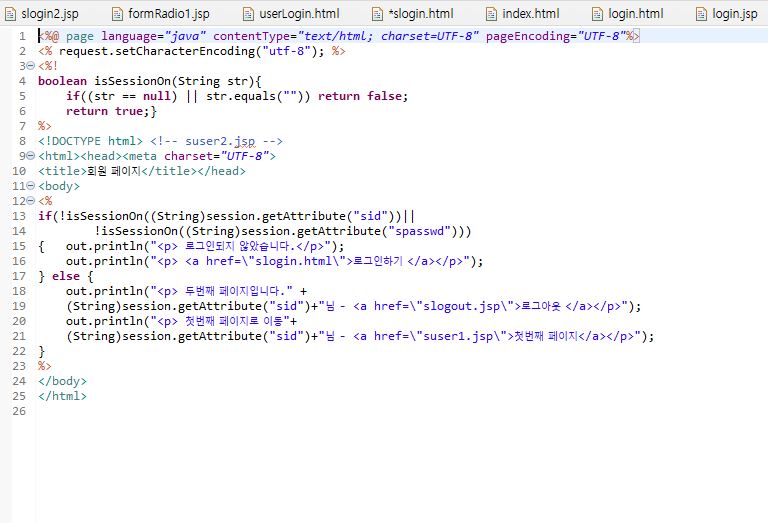 slogin2.jsp formRadio1.jsp userLogin.html *slogin.html index.html login.html login.jsp
1 <%@ page language="java" contentType="text/html; charset=UTF-8" pageEncoding="UTF-8"%>
2 <% request.setCharacterEncoding("utf-8"); %>
3 <%!
4 boolean isSessionOn(String str){
5     if((str == null) || str.equals("")) return false;
6     return true;}
7 %>
8 <!DOCTYPE html> <!-- suser2.jsp -->
9 <html><head><meta charset="UTF-8">
10 <title>회원 페이지</title></head>
11 <body>
12 <%
13 if(!isSessionOn((String)session.getAttribute("sid"))||
14         !isSessionOn((String)session.getAttribute("spasswd")))
15 {   out.println("<p> 로그인되지 않았습니다.</p>");
16     out.println("<p> <a href=\"slogin.html\">로그인하기 </a></p>");
17 } else {
18     out.println("<p> 두번째 페이지입니다." +
19     (String)session.getAttribute("sid")+"님 - <a href=\"slogout.jsp\">로그아웃 </a></p>");
20     out.println("<p> 첫번째 페이지로 이동"+
21     (String)session.getAttribute("sid")+"님 - <a href=\"suser1.jsp\">첫번째 페이지</a></p>");
22 }
23 %>
24 </body>
25 </html>
26